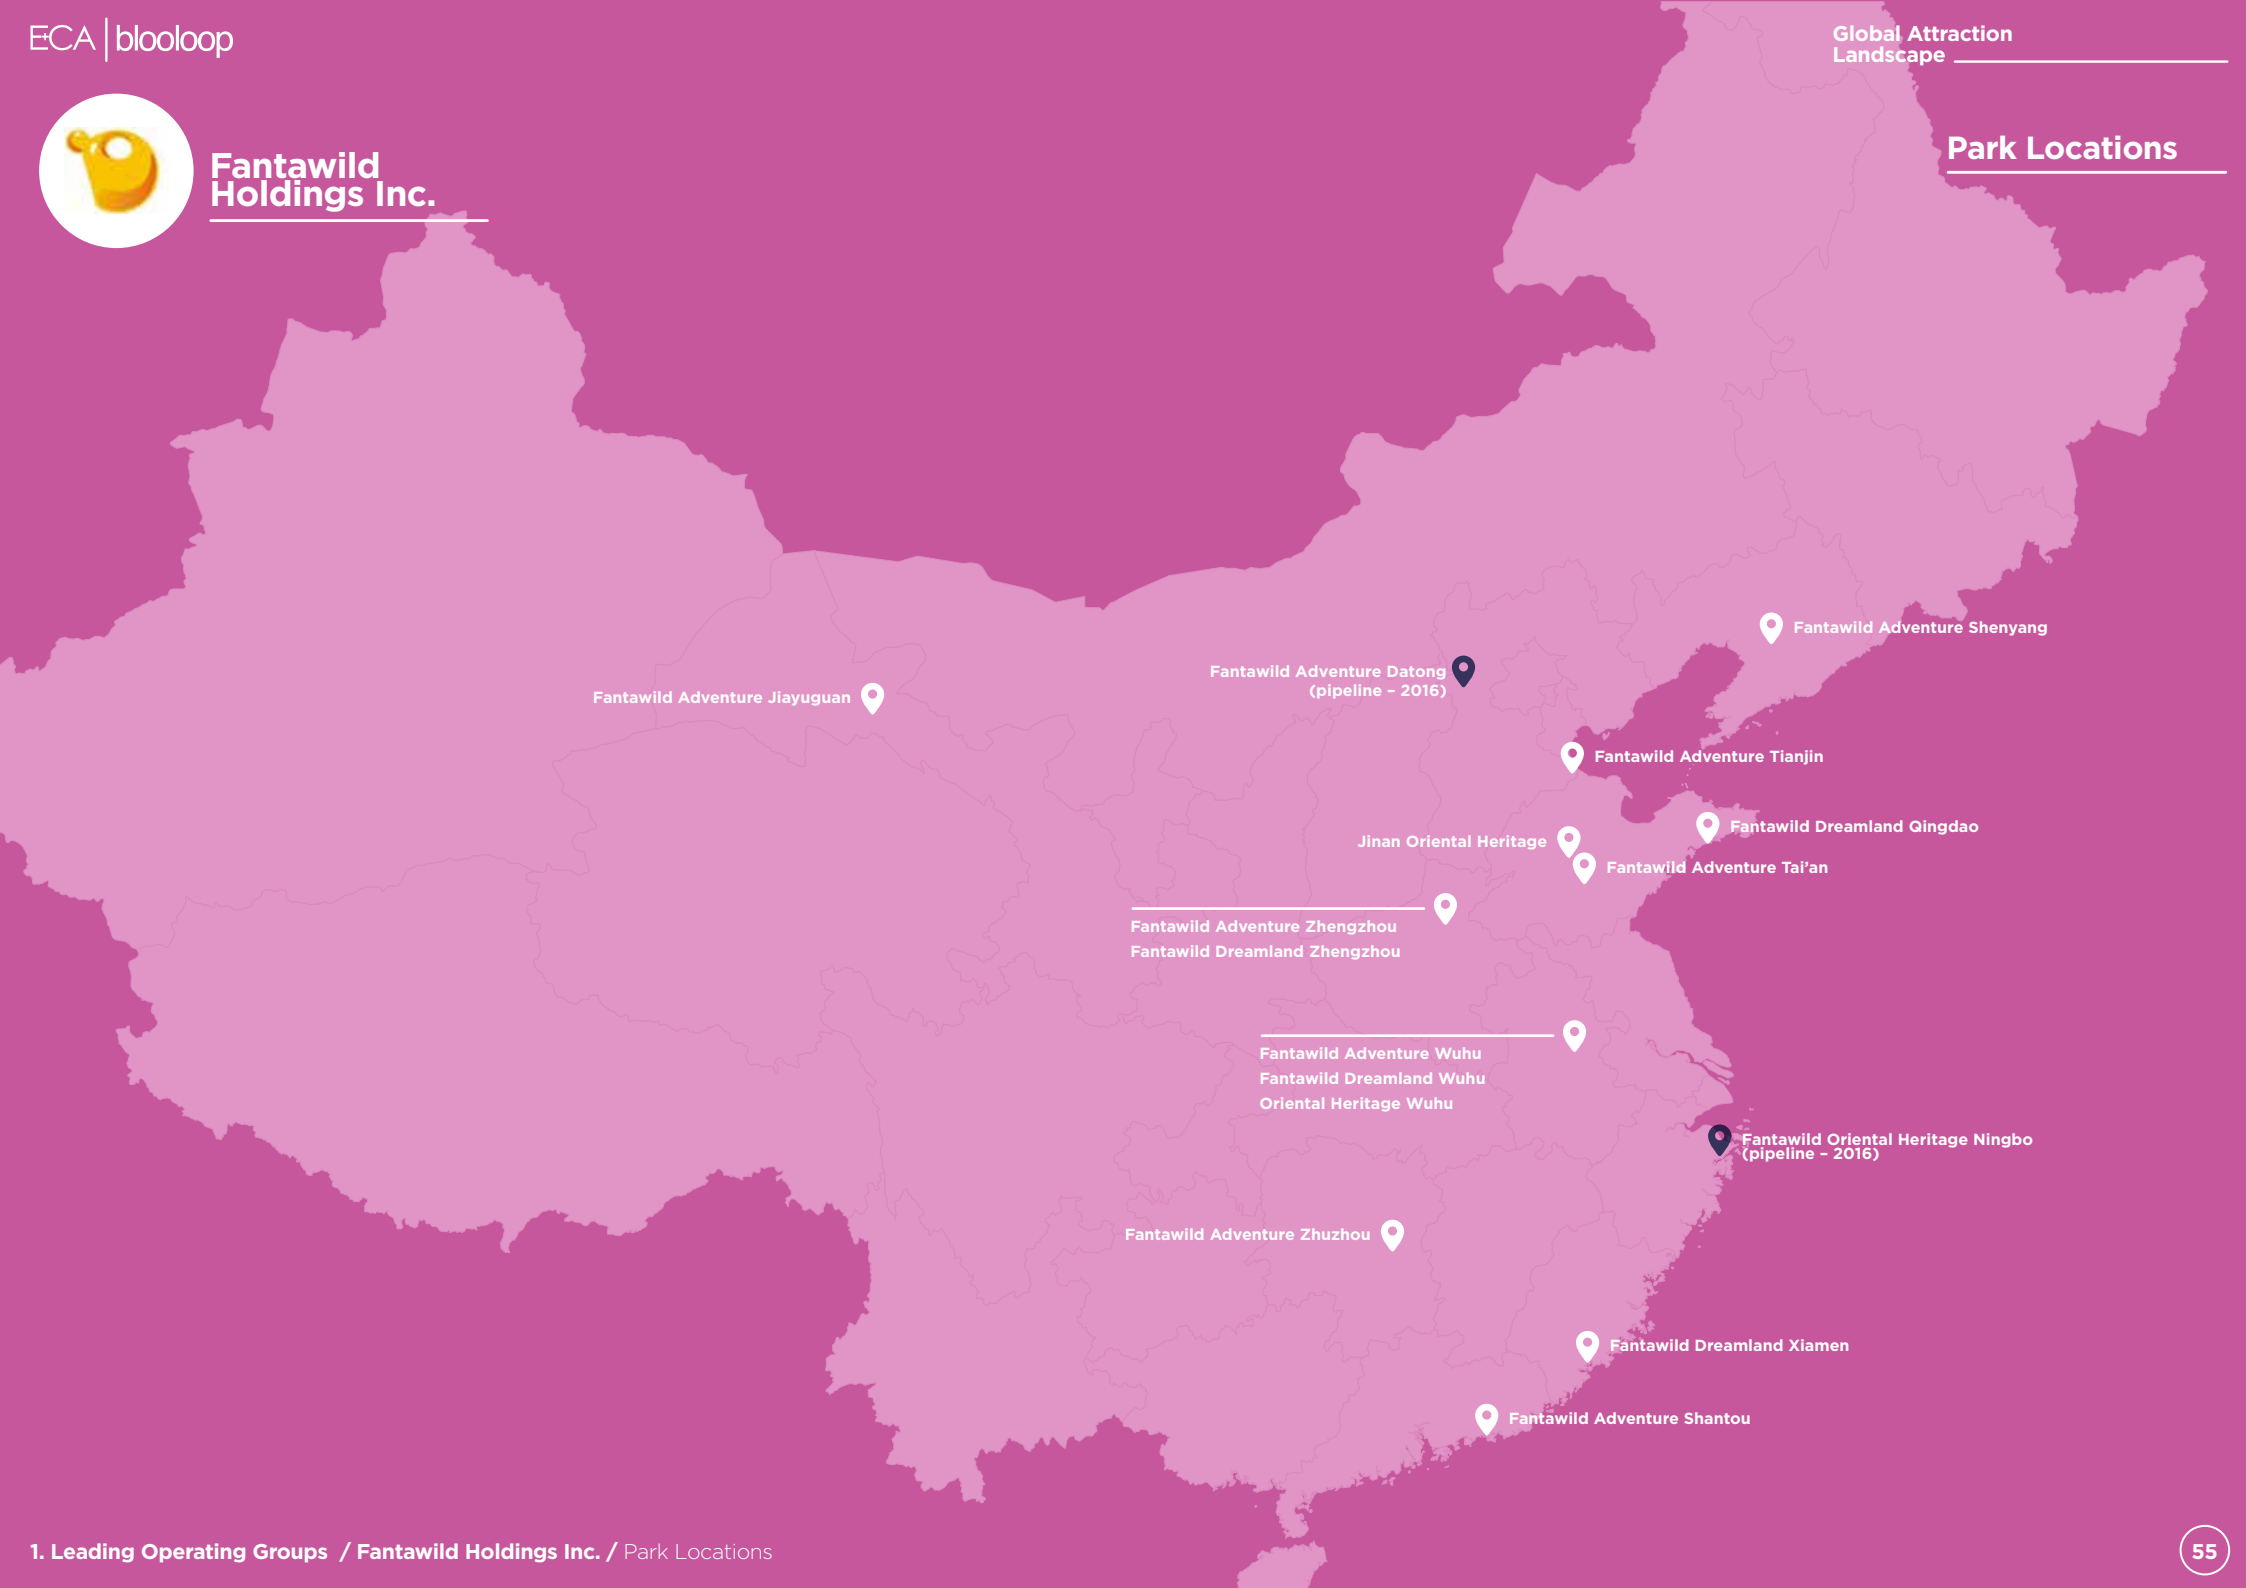 ECA blooloop
Global Attraction
Landscape
Fantawild
Holdings Inc.
Park Locations
Fantawild Adventure Shenyang
Fantawild Adventure Datong
(pipeline – 2016)
Fantawild Adventure Jiayuguan
Fantawild Adventure Tianjin
Fantawild Dreamland Qingdao
Jinan Oriental Heritage
Fantawild Adventure Tai’an
Fantawild Adventure Zhengzhou
Fantawild Dreamland Zhengzhou
Fantawild Adventure Wuhu
Fantawild Dreamland Wuhu
Oriental Heritage Wuhu
Fantawild Oriental Heritage Ningbo
(pipeline – 2016)
Fantawild Adventure Zhuzhou
Fantawild Dreamland Xiamen
Fantawild Adventure Shantou
1. Leading Operating Groups / Fantawild Holdings Inc. / Park Locations
55